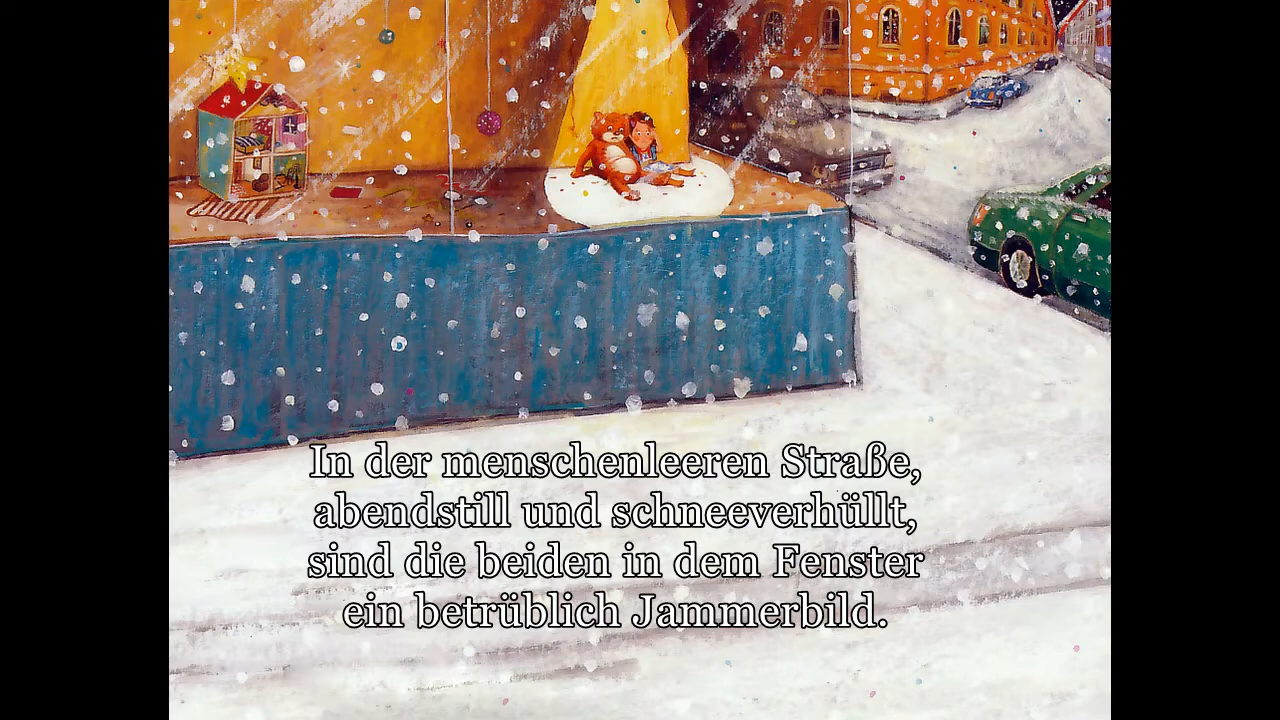 In der menschenleeren Straße,
abendstill und schneeverhüllt,
sind die beiden in dem Fenster
ein betrüblich Jammerbild.